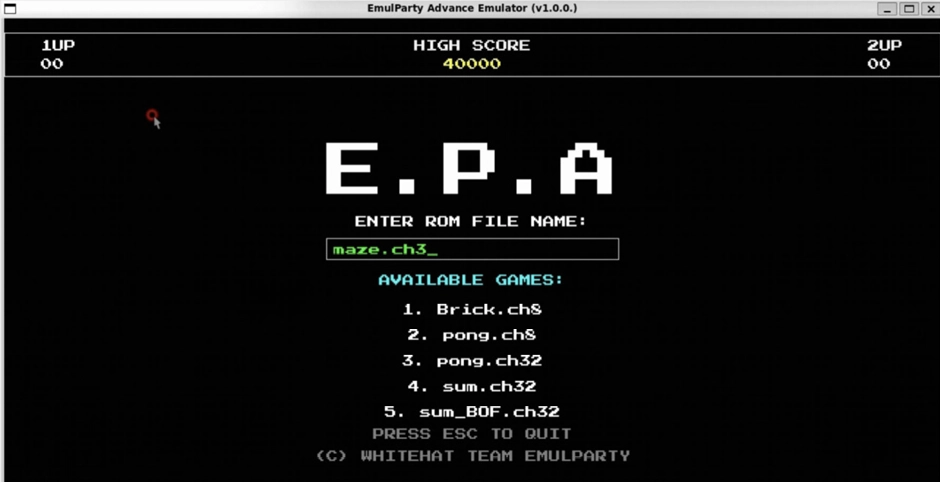 EmulParty Advance Emulator (v1.0.0.)
1UP HIGH SCORE 2UP
00 40000 00
E.P.A
ENTER ROM FILE NAME:
maze.ch3_
AVAILABLE GAMES:
1. Brick.ch8
2. pong.ch8
3. pong.ch32
4. sum.ch32
5. sum_BOF.ch32
PRESS ESC TO QUIT
(C) WHITEHAT TEAM EMULPARTY